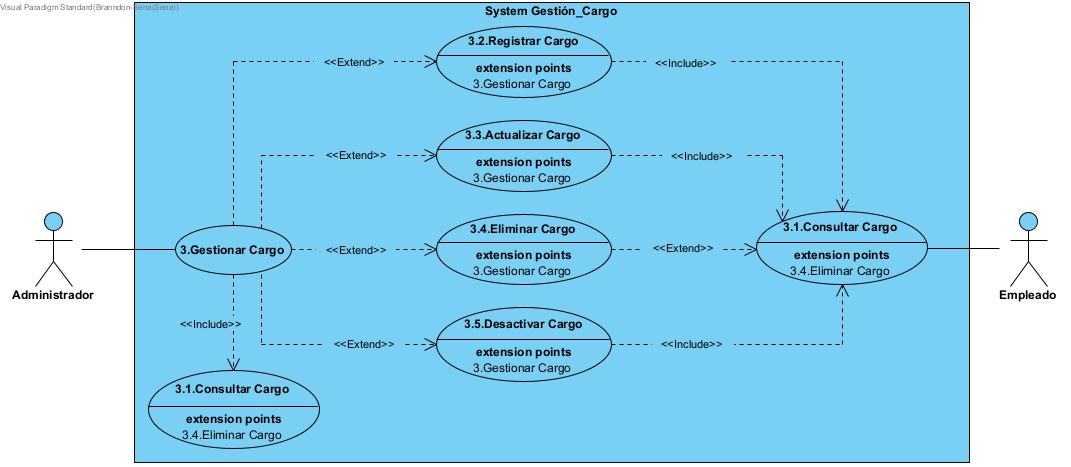 Visual Paradigm Standard(Branndon-Sena(Sena))
System Gestión_Cargo
3.2.Registrar Cargo
extension points
3.Gestionar Cargo
<<Extend>>
<<Include>>
3.3.Actualizar Cargo
extension points
3.Gestionar Cargo
<<Extend>>
<<Include>>
3.Gestionar Cargo
<<Extend>>
3.4.Eliminar Cargo
extension points
3.Gestionar Cargo
<<Extend>>
3.1.Consultar Cargo
extension points
3.4.Eliminar Cargo
Administrador
Empleado
<<Include>>
<<Extend>>
3.5.Desactivar Cargo
extension points
3.Gestionar Cargo
<<Include>>
3.1.Consultar Cargo
extension points
3.4.Eliminar Cargo